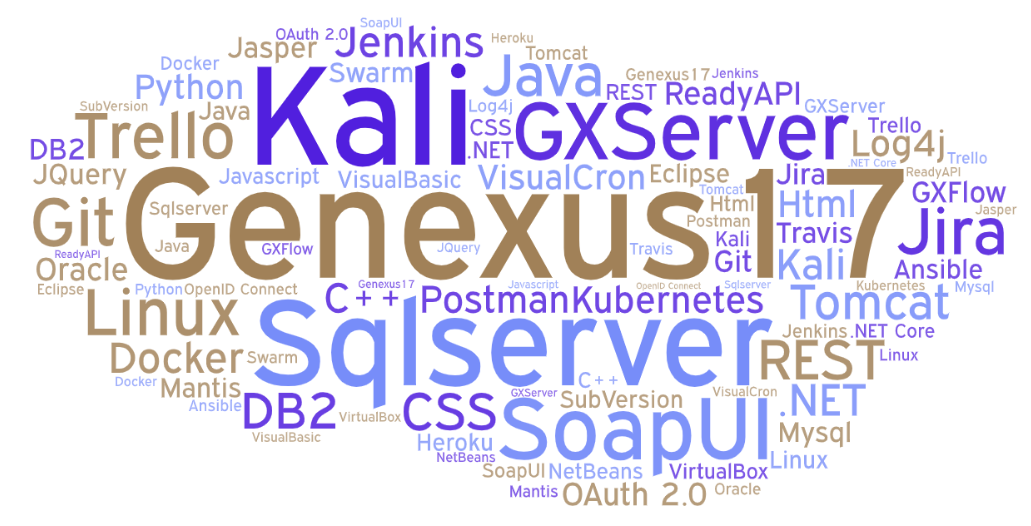 SoapUI
OAuth 2.0
Jenkins
Heroku
Jasper
Tomcat
Docker
Swarm
Java
Genexus17
Jenkins
Python
Kali
REST
ReadyAPI
SubVersion
Java
Log4j
GXServer
Trello
CSS
GXServer
Trello
DB2
.NET
Log4j
JQuery
Javascript
VisualBasic
VisualCron
Eclipse
.NET Core
Trello
Jira
ReadyAPI
Genexus17
Tomcat
Html
Html
GXFlow
Git
Sqlserver
Postman
Jasper
Java
GXFlow
JQuery
Travis
Kali
Travis
Jira
ReadyAPI
Git
Kali
Oracle
Ansible
Eclipse
Python
OpenID Connect
Genexus17
Javascript
OpenID Connect
Sqlserver
Kubernetes
Mysql
Linux
C++
Postman
Kubernetes
Tomcat
Sqlserver
Jenkins
.NET Core
Docker
Swarm
REST
Linux
Docker
Mantis
C++
Ansible
GXServer
SubVersion
VisualCron
.NET
DB2
VirtualBox
CSS
SoapUI
VisualBasic
Heroku
Mysql
NetBeans
SoapUI
NetBeans
VirtualBox
Linux
Mantis
OAuth 2.0
Oracle